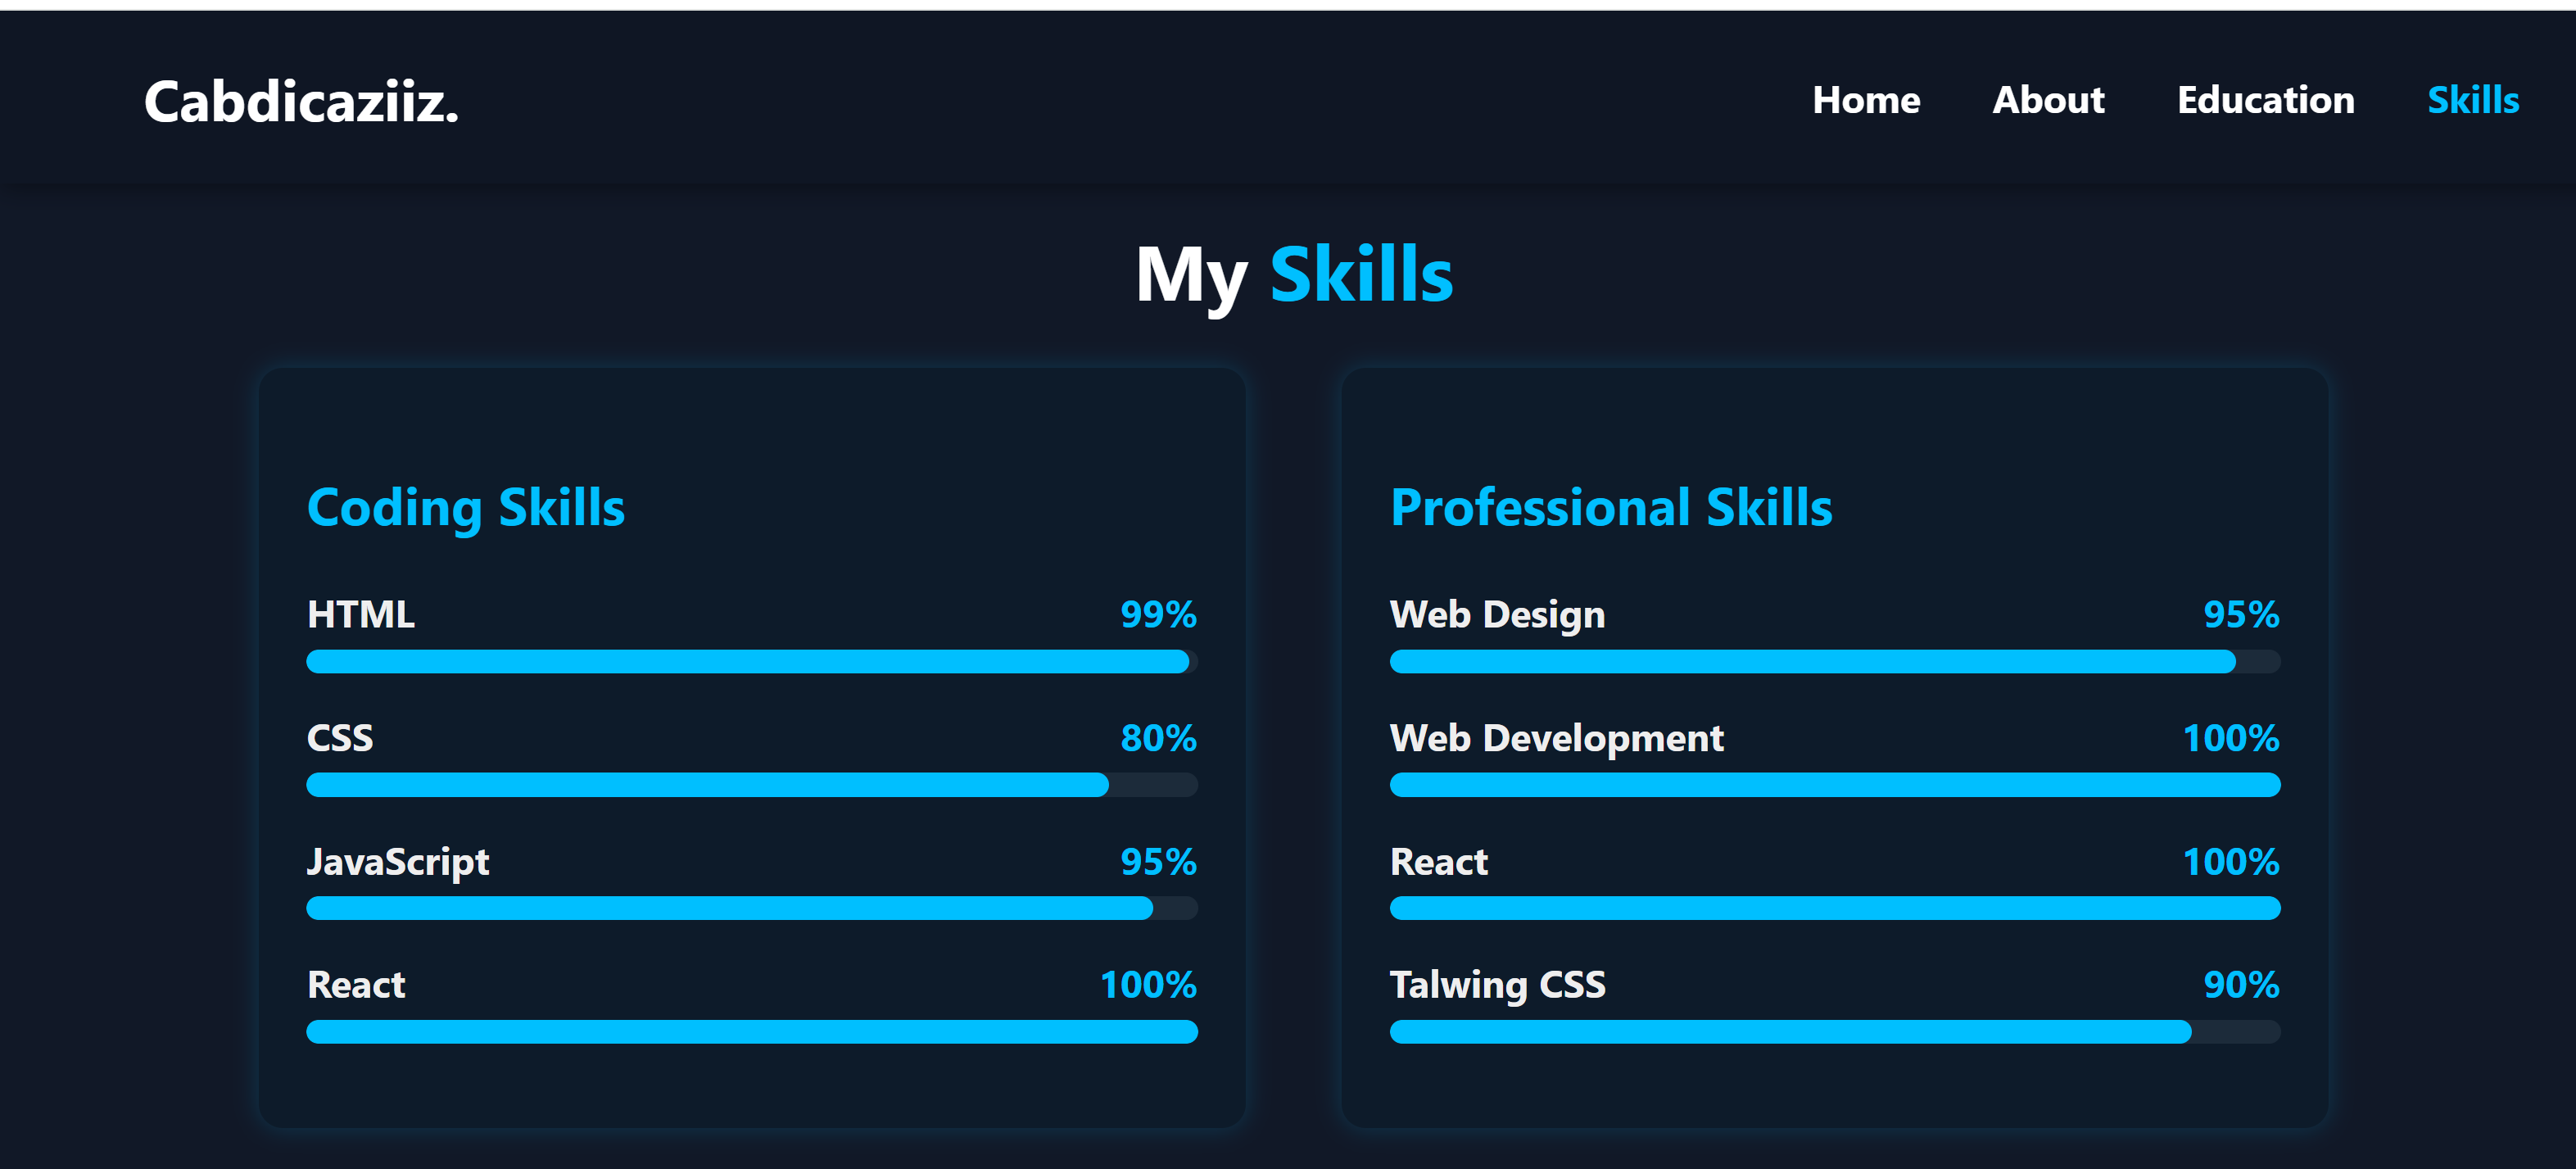 Cabdicaziiz.
Home About Education Skills
My Skills
Coding Skills
HTML 99%
CSS 80%
JavaScript 95%
React 100%
Professional Skills
Web Design 95%
Web Development 100%
React 100%
Talwing CSS 90%